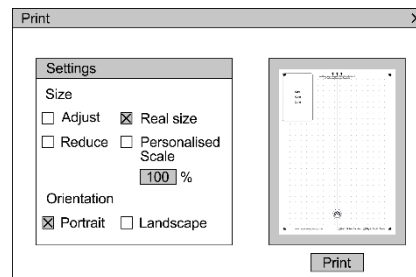 Print
Settings
Size
Adjust Real size
Reduce Personalised
Scale
100 %
Orientation
Portrait Landscape
Print